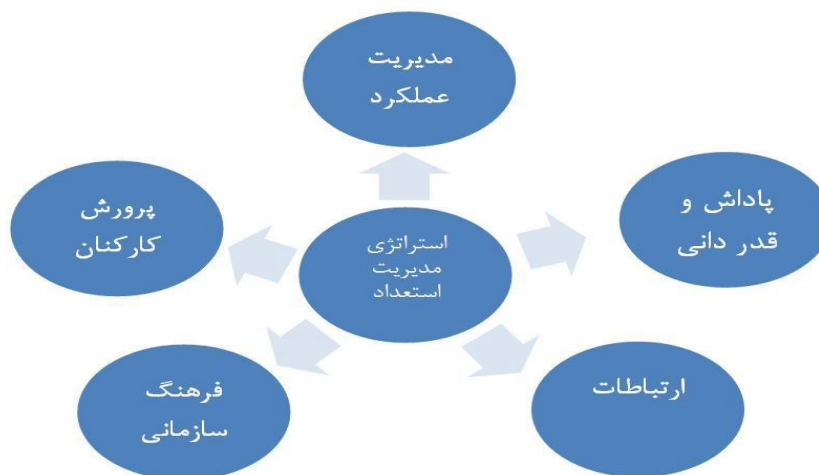 مدیریت
عملکرد
پاداش و
قدر دانی
پرورش
کارکنان
استراتژی
مدیریت
استعداد
ارتباطات
فرهنگ
سازمانی